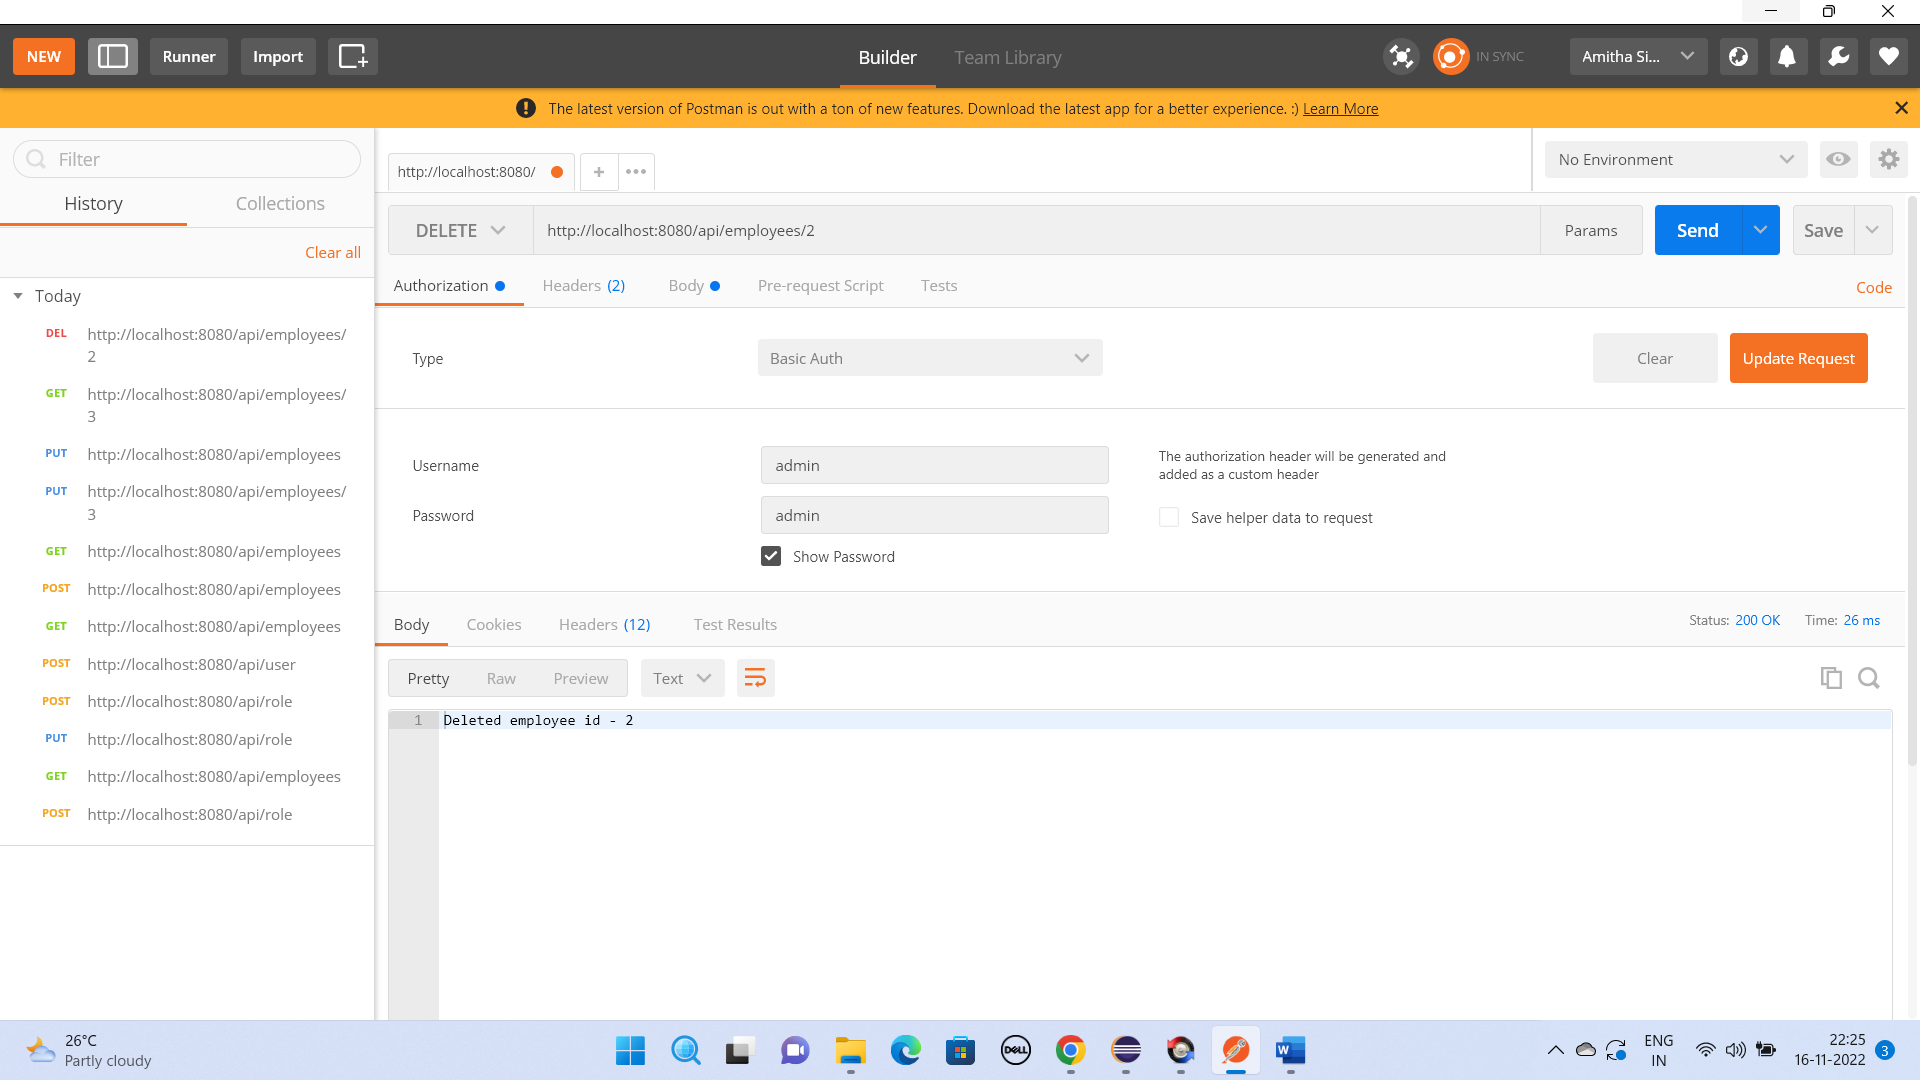 NEW
Runner
Import
Builder
Team Library
IN SYNC
Amitha Si...
The latest version of Postman is out with a ton of new features. Download the latest app for a better experience. :) Learn More
Filter
History
Collections
Clear all
Today
DEL http://localhost:8080/api/employees/
2
GET http://localhost:8080/api/employees/
3
PUT http://localhost:8080/api/employees
PUT http://localhost:8080/api/employees/
3
GET http://localhost:8080/api/employees
POST http://localhost:8080/api/employees
GET http://localhost:8080/api/employees
POST http://localhost:8080/api/user
POST http://localhost:8080/api/role
PUT http://localhost:8080/api/role
GET http://localhost:8080/api/employees
POST http://localhost:8080/api/role
http://localhost:8080/
No Environment
DELETE
http://localhost:8080/api/employees/2
Params
Send
Save
Authorization
Headers (2)
Body
Pre-request Script
Tests
Code
Type
Basic Auth
Clear
Update Request
Username
admin
The authorization header will be generated and
added as a custom header
Password
admin
Save helper data to request
Show Password
Body
Cookies
Headers (12)
Test Results
Status: 200 OK
Time: 26 ms
Pretty
Raw
Preview
Text
1 Deleted employee id - 2
26°C
Partly cloudy
DELL
W
ENG
IN
22:25
16-11-2022
3